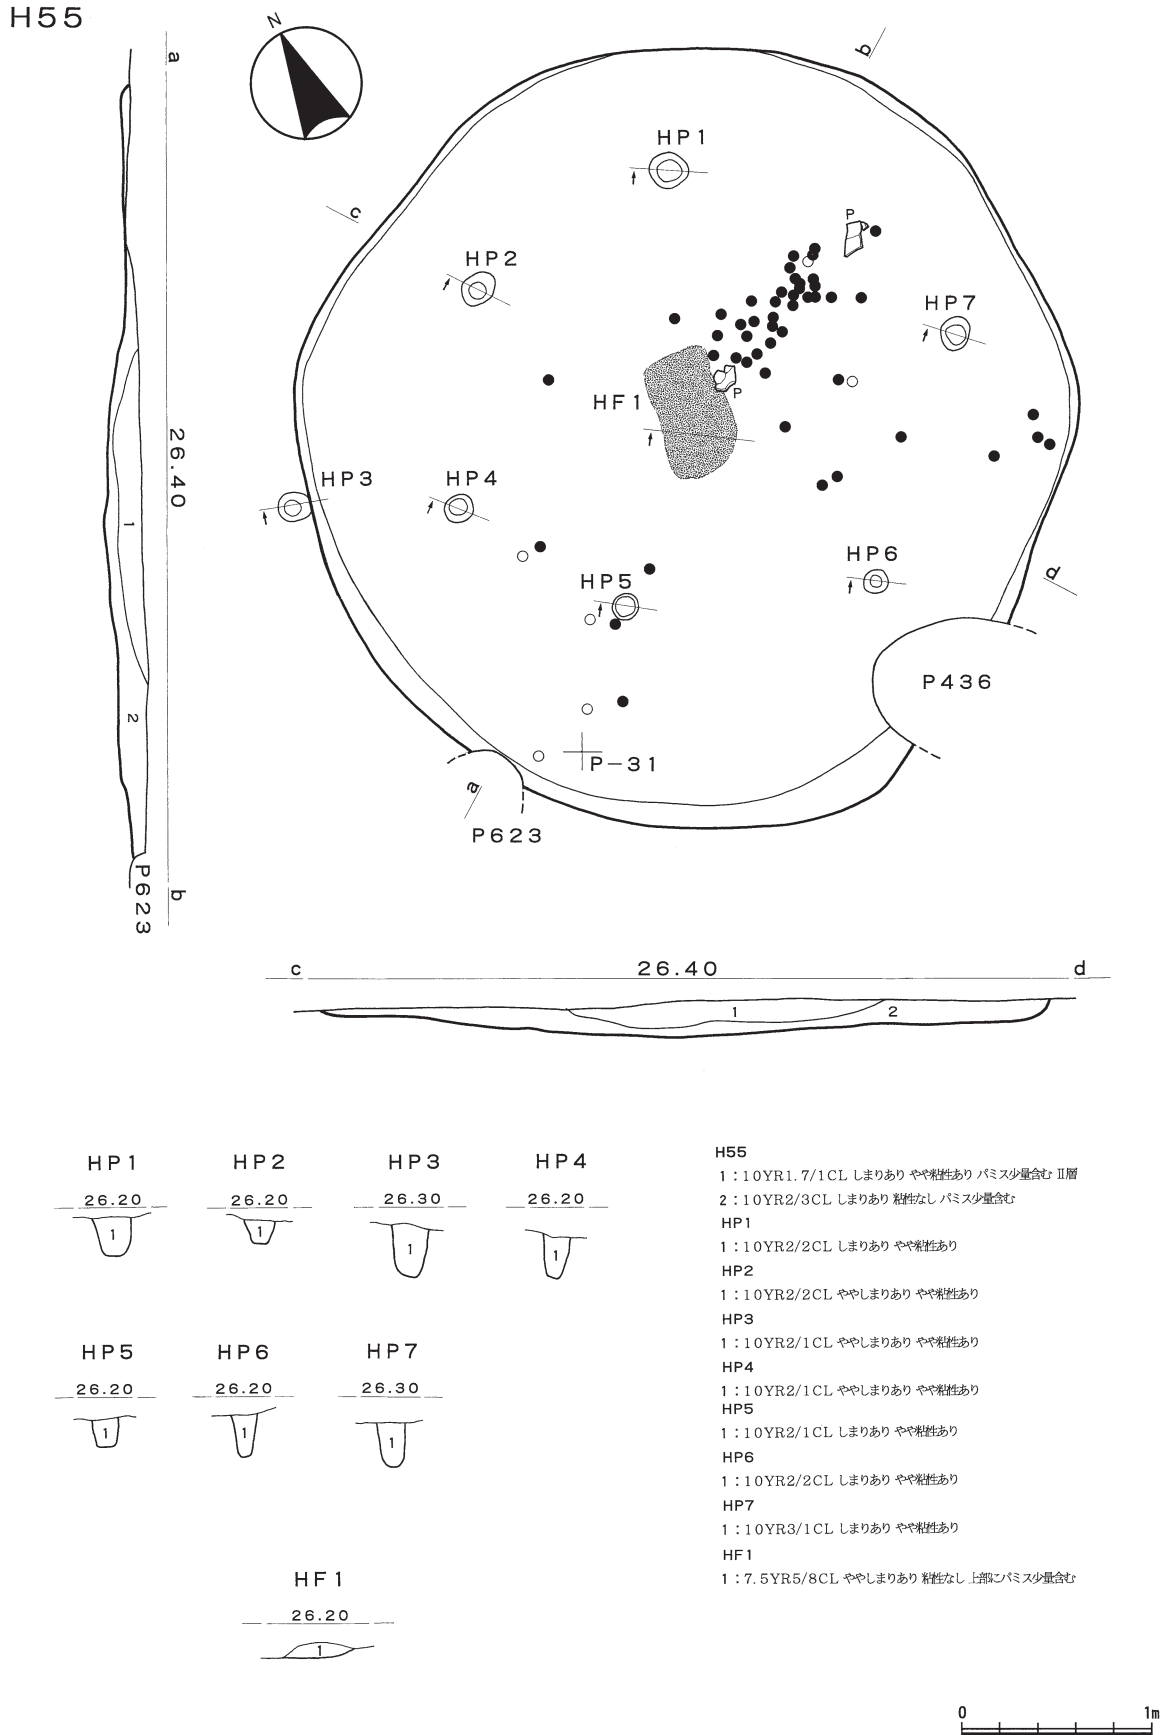 H55
N
a
b
c
HP1
P
HP2
HP7
HF1
P
26.40
HP3
HP4
1
HP5
HP6
d
2
P436
P-31
a
P623
P623
b
c 26.40 d
1
2
HP1 HP2 HP3 HP4
26.20 26.20 26.30 26.20
1 1 1 1
HP5 HP6 HP7
26.20 26.20 26.30
1 1 1
HF1
26.20
1
H55
1：10YR1.7/1CL しまりあり やや粘性あり パミス少量含む Ⅱ層
2：10YR2/3CL しまりあり 粘性なし パミス少量含む
HP1
1：10YR2/2CL しまりあり やや粘性あり
HP2
1：10YR2/2CL ややしまりあり やや粘性あり
HP3
1：10YR2/1CL ややしまりあり やや粘性あり
HP4
1：10YR2/1CL ややしまりあり やや粘性あり
HP5
1：10YR2/1CL しまりあり やや粘性あり
HP6
1：10YR2/2CL しまりあり やや粘性あり
HP7
1：10YR3/1CL しまりあり やや粘性あり
HF1
1：7.5YR5/8CL ややしまりあり 粘性なし 上部にパミス少量含む
0 1m